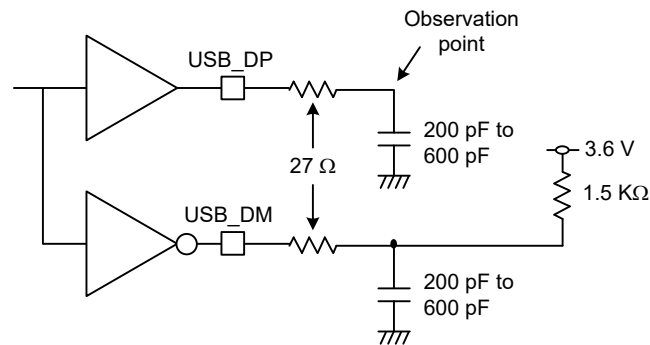 Observation
point
USB_DP
200 pF to
600 pF
3.6 V
27 Ω
1.5 KΩ
USB_DM
200 pF to
600 pF